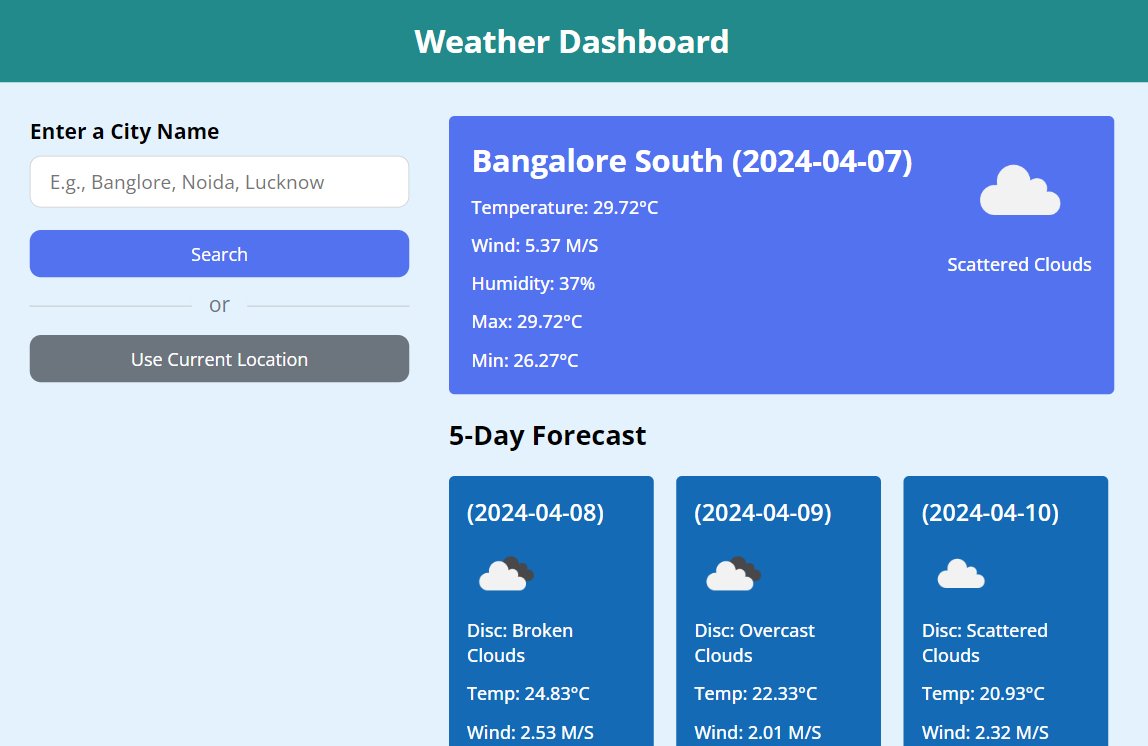 Weather Dashboard
Enter a City Name
E.g., Banglore, Noida, Lucknow
Search
or
Use Current Location
Bangalore South (2024-04-07)
Temperature: 29.72°C
Wind: 5.37 M/S
Humidity: 37%
Max: 29.72°C
Min: 26.27°C
Scattered Clouds
5-Day Forecast
(2024-04-08)
Disc: Broken
Clouds
Temp: 24.83°C
Wind: 2.53 M/S
(2024-04-09)
Disc: Overcast
Clouds
Temp: 22.33°C
Wind: 2.01 M/S
(2024-04-10)
Disc: Scattered
Clouds
Temp: 20.93°C
Wind: 2.32 M/S